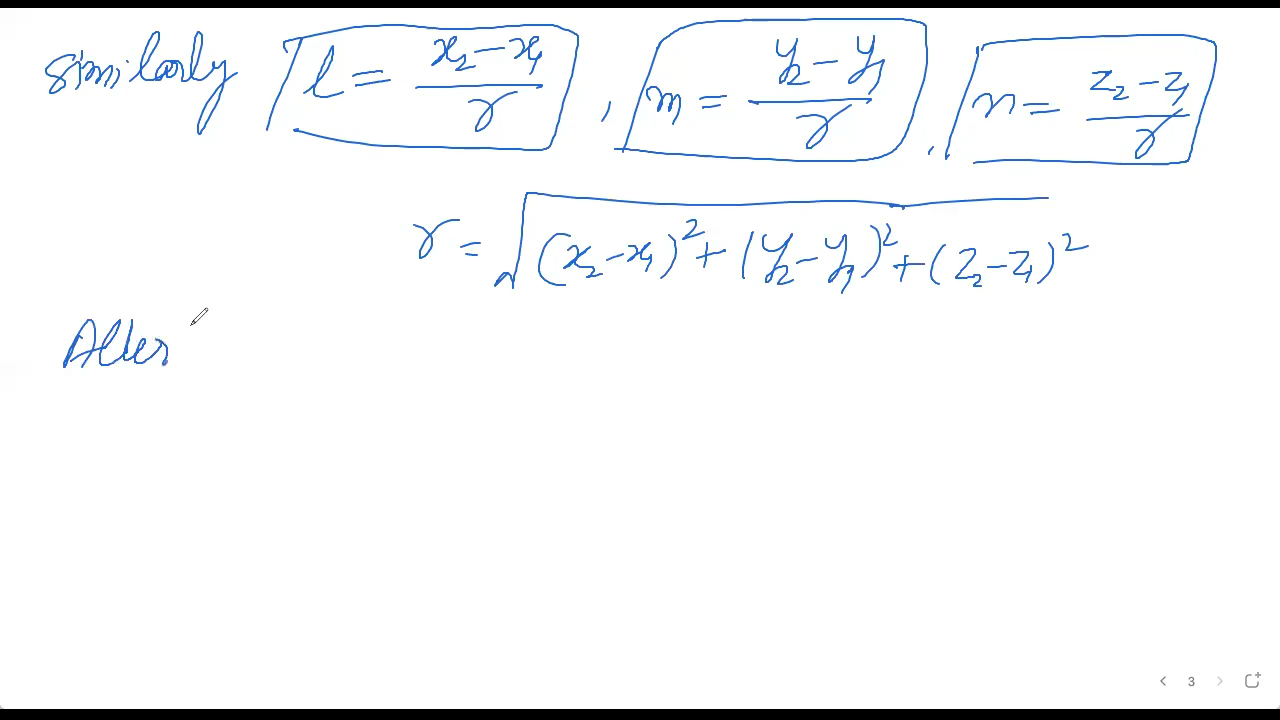 similarly l = (x₂ − x₁)/r , m = (y₂ − y₁)/r , n = (z₂ − z₁)/r
r = √((x₂ − x₁)² + (y₂ − y₁)² + (z₂ − z₁)²)
Alter
3